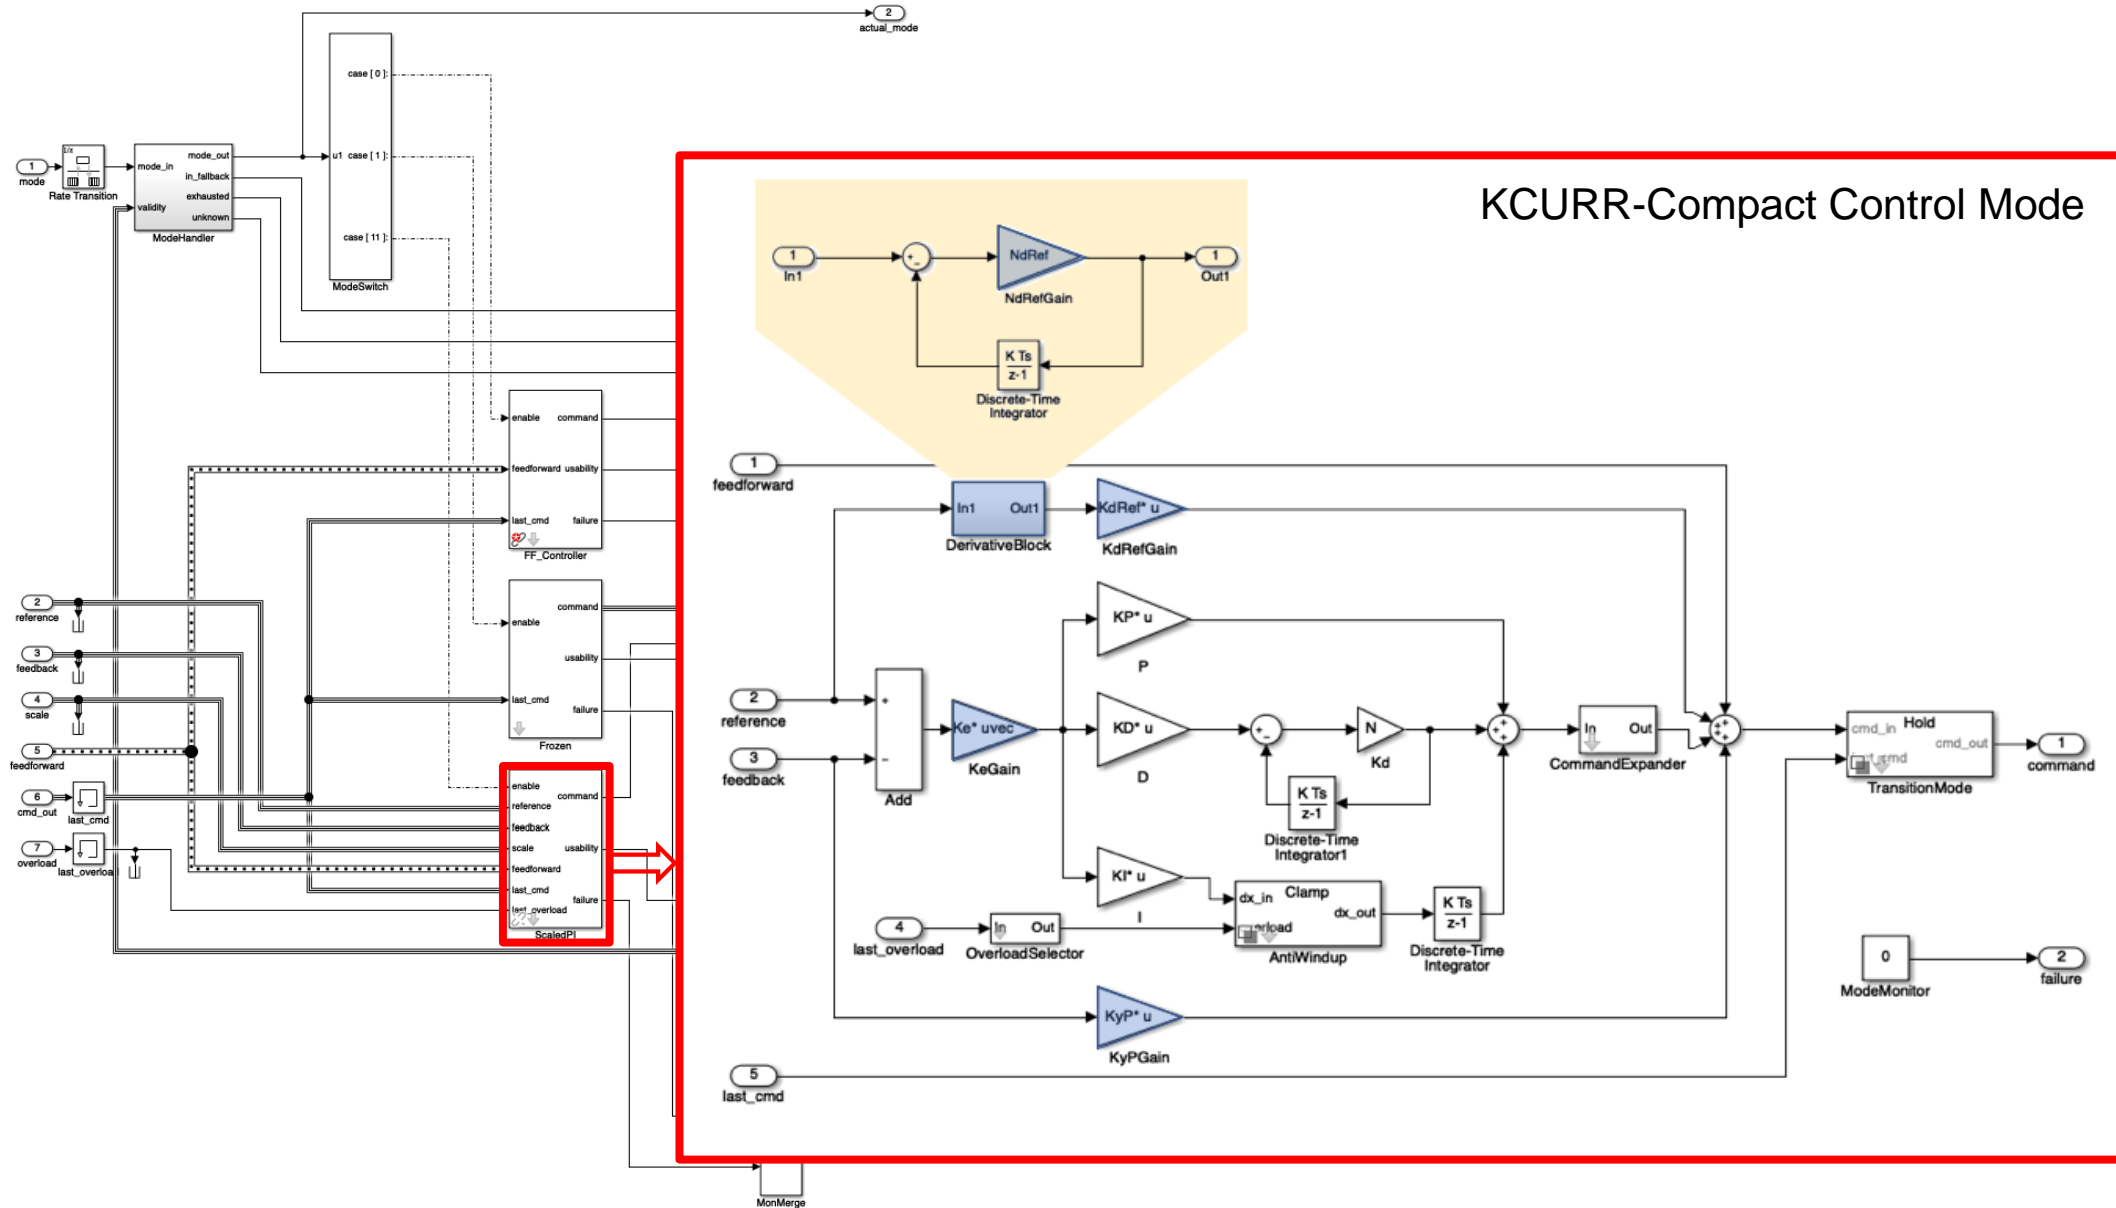 2
actual_mode
case [ 0 ]:
u1 case [ 1 ]:
case [ 11 ]:
ModeSwitch
1
mode
1/z
Rate Transition
mode_in
validity
mode_out
in_fallback
exhausted
unknown
ModeHandler
enable
command
feedforward
usability
last_cmd
failure
FF_Controller
enable
command
usability
last_cmd
failure
Frozen
2
reference
3
feedback
4
scale
5
feedforward
6
cmd_out
last_cmd
7
overload
last_overload
enable
command
reference
feedback
scale
usability
feedforward
last_cmd
failure
last_overload
ScaledPI
MonMerge
KCURR-Compact Control Mode
1
In1
+
-
NdRef
NdRefGain
1
Out1
K Ts
z-1
Discrete-Time
Integrator
1
feedforward
In1
Out1
DerivativeBlock
KdRef* u
KdRefGain
KP* u
P
2
reference
3
feedback
+
-
Add
Ke* uvec
KeGain
KD* u
D
+
-
N
Kd
K Ts
z-1
Discrete-Time
Integrator1
+
+
+
In
Out
CommandExpander
+
+
+
+
Hold
cmd_in
cmd_out
TransitionMode
1
command
KI* u
I
4
last_overload
In
Out
OverloadSelector
Clamp
dx_in
dx_out
AntiWindup
K Ts
z-1
Discrete-Time
Integrator
0
ModeMonitor
2
failure
KyP* u
KyPGain
5
last_cmd